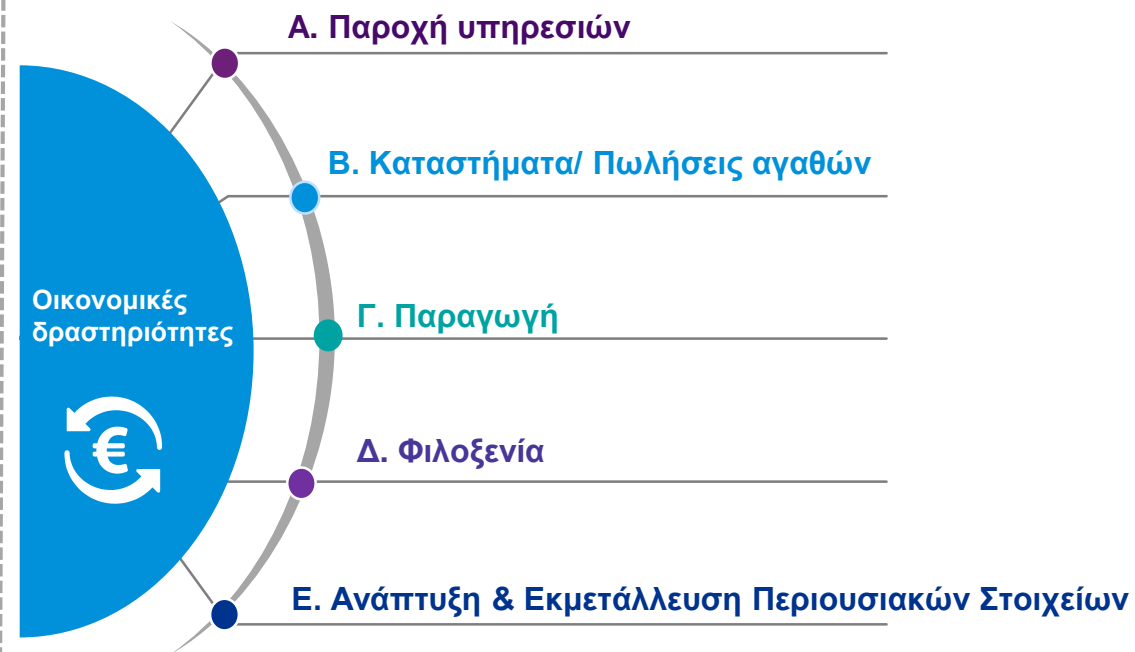 Α. Παροχή υπηρεσιών
Β. Καταστήματα/ Πωλήσεις αγαθών
Οικονομικές
δραστηριότητες
Γ. Παραγωγή
€
Δ. Φιλοξενία
Ε. Ανάπτυξη & Εκμετάλλευση Περιουσιακών Στοιχείων